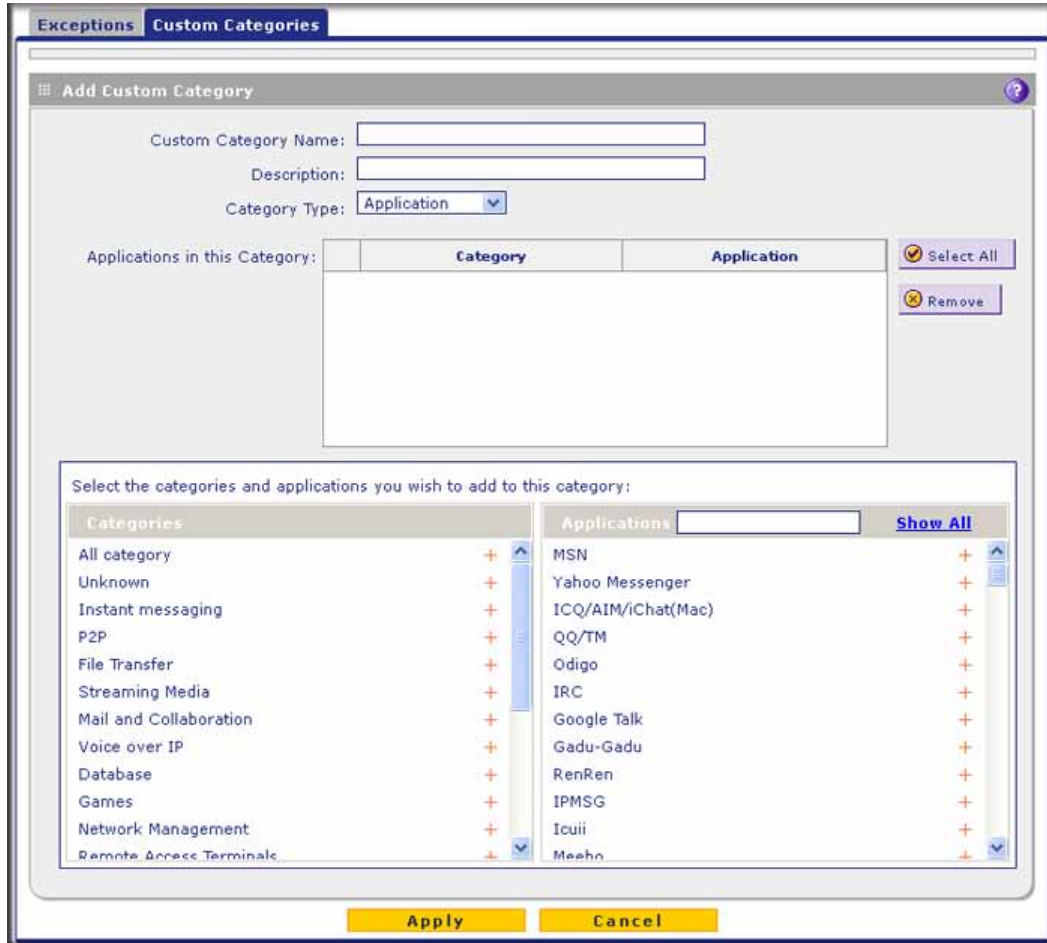 Exceptions Custom Categories
Add Custom Category ?
Custom Category Name:
Description:
Category Type: Application
Applications in this Category: Category Application Select All
Remove
Select the categories and applications you wish to add to this category:
Categories Applications Show All
All category + MSN +
Unknown + Yahoo Messenger +
Instant messaging + ICQ/AIM/iChat(Mac) +
P2P + QQ/TM +
File Transfer + Odigo +
Streaming Media + IRC +
Mail and Collaboration + Google Talk +
Voice over IP + Gadu-Gadu +
Database + RenRen +
Games + IPMSG +
Network Management + Icuii +
Remote Access Terminals + Meebo +
Apply Cancel